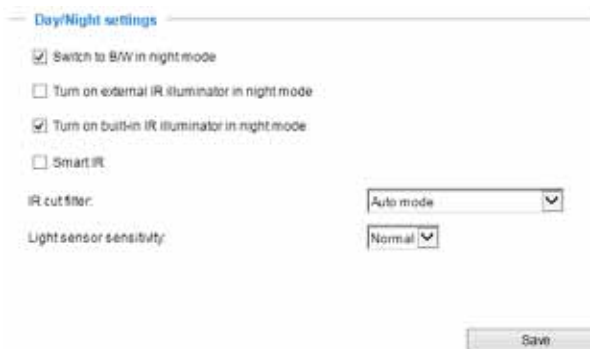 Day/Night settings
Switch to B/W in night mode
Turn on external IR illuminator in night mode
Turn on built-in IR illuminator in night mode
Smart IR
IR cut filter: Auto mode
Light sensor sensitivity: Normal
Save